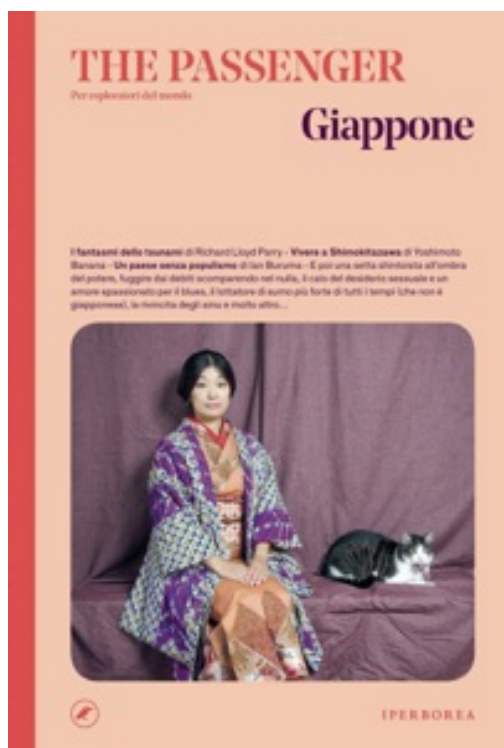 THE PASSENGER
Per esploratori del mondo
Giappone
I fantasmi dello tsunami di Richard Lloyd Parry - Vivere a Shimokitazawa di Yoshimoto
Banana - Un paese senza populismo di Ian Buruma - E poi una setta shintoista all'ombra
del potere, fuggire dai debiti scomparendo nel nulla, il calo del desiderio sessuale e un
amore spassionato per il blues, il lottatore di sumo più forte di tutti i tempi (che non è
giapponese), la rivincita degli ainu e molto altro...
IPERBOREA